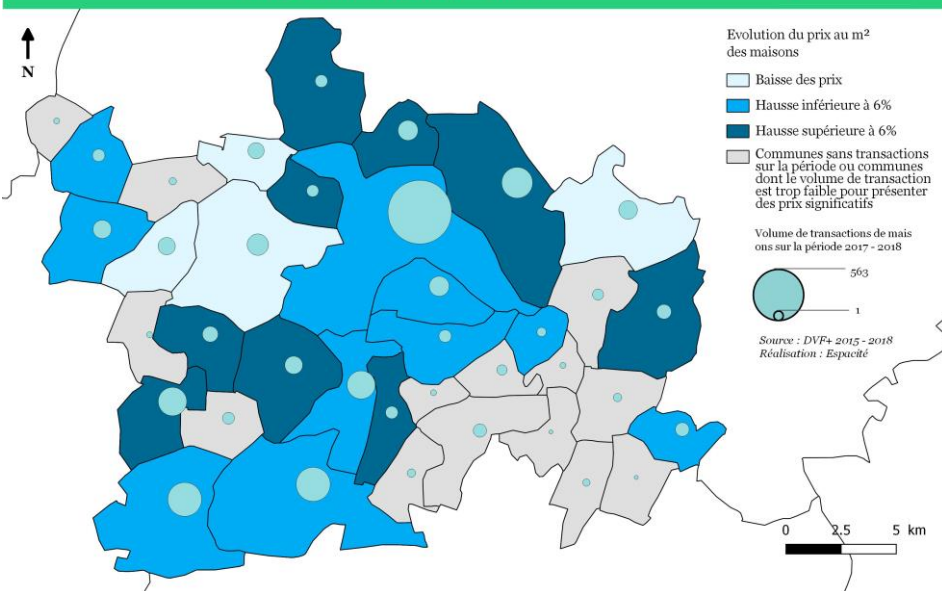 N
Evolution du prix au m²
des maisons
Baisse des prix
Hausse inférieure à 6%
Hausse supérieure à 6%
Communes sans transactions
sur la période ou communes
dont le volume de transaction
est trop faible pour présenter
des prix significatifs
Volume de transactions de mais
ons sur la période 2017 - 2018
563
1
Source : DVF+ 2015 - 2018
Réalisation : Espacité
0 2.5 5 km